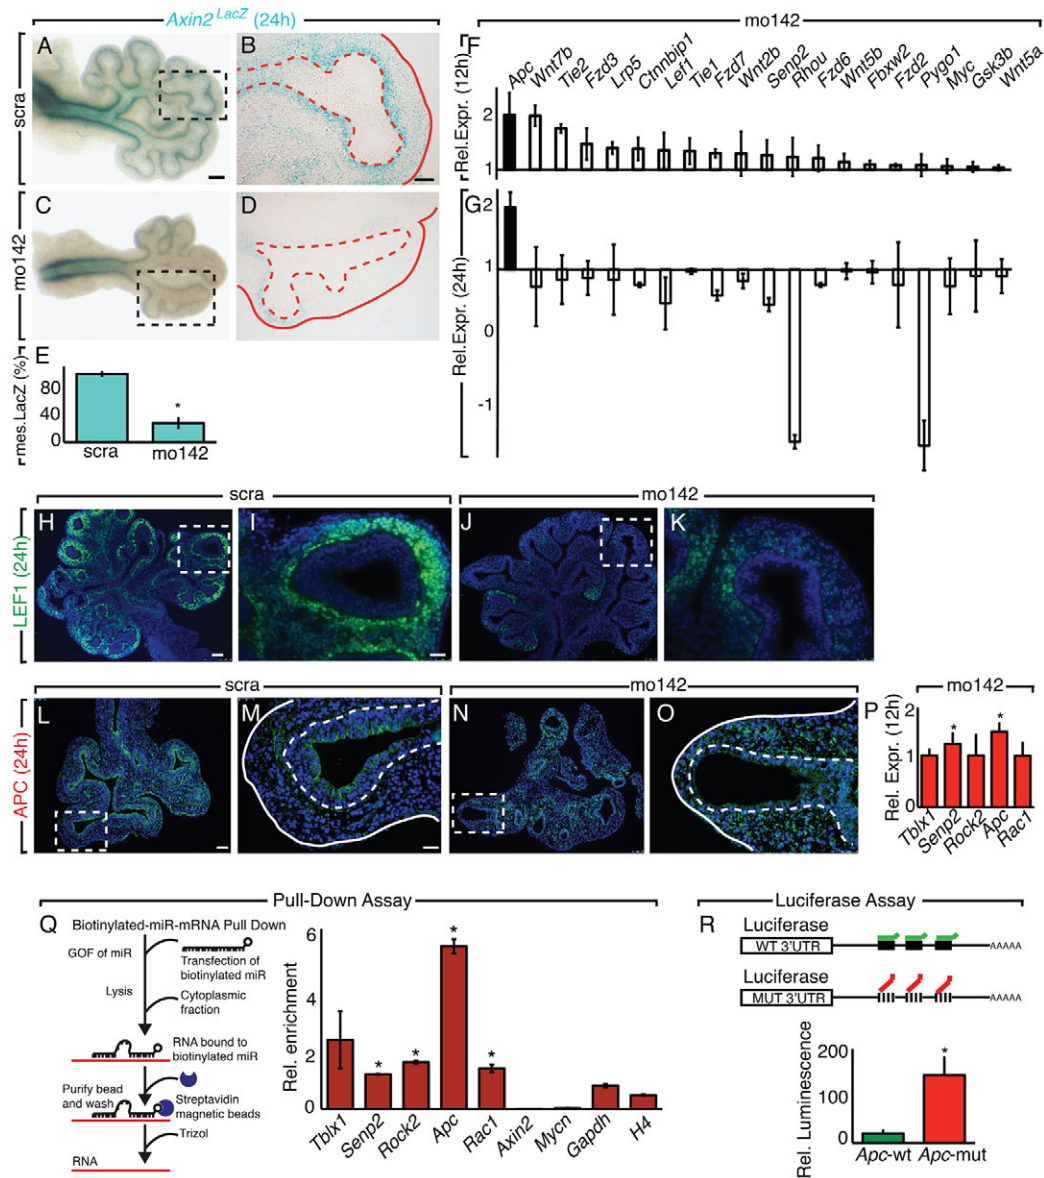 Axin2 LacZ (24h)
scra
A
B
mo142
C
D
E
mes.LacZ (%)
80
40
0
*
scra
mo142
mo142
F
Rel.Expr. (12h)
Apc
Wnt7b
Tie2
Fzd3
Lrp5
Ctnnbip1
Lef1
Tie1
Fzd7
Wnt2b
Senp2
Rhou
Fzd6
Wnt5b
Fbxw2
Fzd2
Pygo1
Myc
Gsk3b
Wnt5a
2
1
G
Rel.Expr. (24h)
2
1
0
-1
scra
mo142
LEF1 (24h)
H
I
J
K
scra
mo142
APC (24h)
L
M
N
O
P
mo142
Rel. Expr. (12h)
2
1
0
*
*
Tblx1
Senp2
Rock2
Apc
Rac1
Pull-Down Assay
Q
Biotinylated-miR-mRNA Pull Down
GOF of miR
Transfection of
biotinylated miR
Lysis
Cytoplasmic
fraction
RNA bound to
biotinylated miR
Purify bead
and wash
Streptavidin
magnetic beads
Trizol
RNA
Rel. enrichment
6
4
2
0
*
*
*
*
Tblx1
Senp2
Rock2
Apc
Rac1
Axin2
Mycn
Gapdh
H4
Luciferase Assay
R
Luciferase
WT 3'UTR
AAAAA
Luciferase
MUT 3'UTR
AAAAA
Rel. Luminescence
200
100
0
*
Apc-wt
Apc-mut